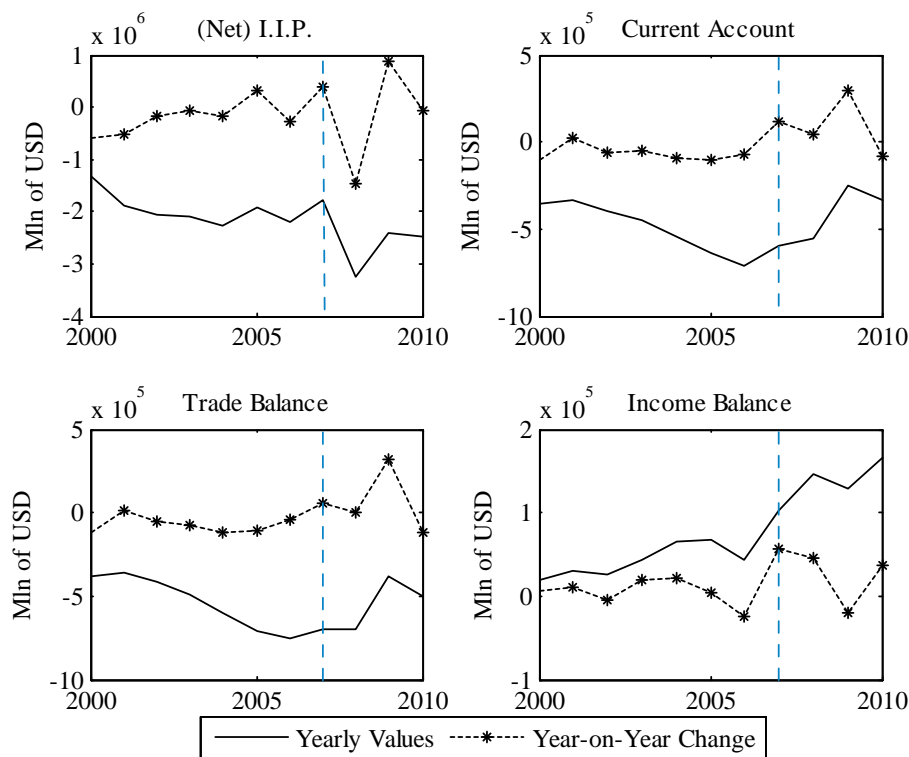 (Net) I.I.P.
x 10^6
Mln of USD
1
0
-1
-2
-3
-4
2000 2005 2010
Current Account
x 10^5
Mln of USD
5
0
-5
-10
2000 2005 2010
Trade Balance
x 10^5
Mln of USD
5
0
-5
-10
2000 2005 2010
Income Balance
x 10^5
Mln of USD
2
1
0
-1
2000 2005 2010
Yearly Values Year-on-Year Change